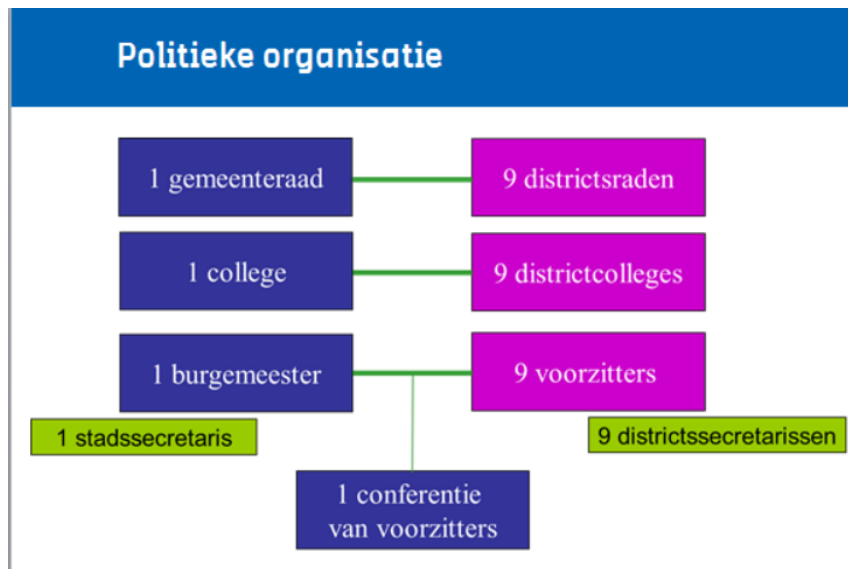 Politieke organisatie
1 gemeenteraad
9 districtsraden
1 college
9 districtcolleges
1 burgemeester
9 voorzitters
1 stadssecretaris
9 districtssecretarissen
1 conferentie
van voorzitters